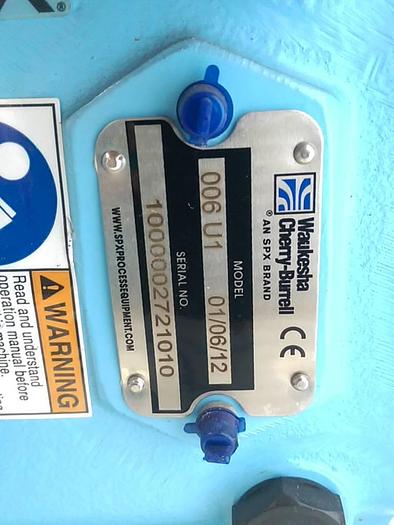 Waukesha
Cherry-Burrell
® AN SPX BRAND
CE
MODEL
006 U1 01/06/12
SERIAL NO.
1000002721010
WWW.SPXPROCESSEQUIPMENT.COM
WARNING
Read and understand
operation manual before
machine.
X ®